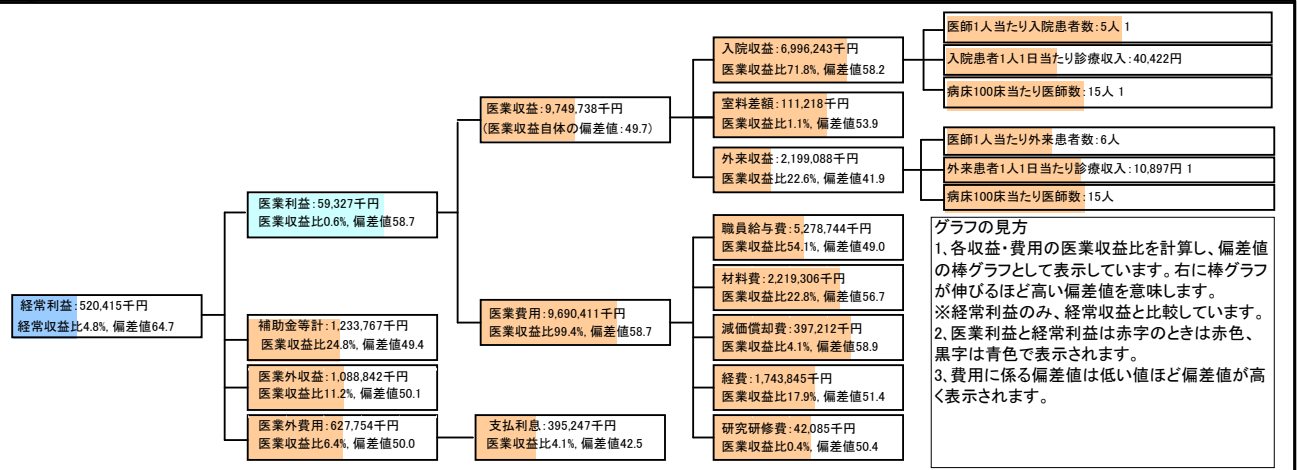 経常利益:520,415千円
経常収益比4.8%, 偏差値64.7
医業利益:59,327千円
医業収益比0.6%, 偏差値58.7
補助金等計:1,233,767千円
医業収益比24.8%, 偏差値49.4
医業外収益:1,088,842千円
医業収益比11.2%, 偏差値50.1
医業外費用:627,754千円
医業収益比6.4%, 偏差値50.0
医業収益:9,749,738千円
(医業収益自体の偏差値:49.7)
医業費用:9,690,411千円
医業収益比99.4%, 偏差値58.7
支払利息:395,247千円
医業収益比4.1%, 偏差値42.5
入院収益:6,996,243千円
医業収益比71.8%, 偏差値58.2
室料差額:111,218千円
医業収益比1.1%, 偏差値53.9
外来収益:2,199,088千円
医業収益比22.6%, 偏差値41.9
職員給与費:5,278,744千円
医業収益比54.1%, 偏差値49.0
材料費:2,219,306千円
医業収益比22.8%, 偏差値56.7
減価償却費:397,212千円
医業収益比4.1%, 偏差値58.9
経費:1,743,845千円
医業収益比17.9%, 偏差値51.4
研究研修費:42,085千円
医業収益比0.4%, 偏差値50.4
医師1人当たり入院患者数:5人 1
入院患者1人1日当たり診療収入:40,422円
病床100床当たり医師数:15人 1
医師1人当たり外来患者数:6人
外来患者1人1日当たり診療収入:10,897円 1
病床100床当たり医師数:15人
グラフの見方
1、各収益・費用の医業収益比を計算し、偏差値
の棒グラフとして表示しています。右に棒グラフ
が伸びるほど高い偏差値を意味します。
※経常利益のみ、経常収益と比較しています。
2、医業利益と経常利益は赤字のときは赤色、
黒字は青色で表示されます。
3、費用に係る偏差値は低い値ほど偏差値が高
く表示されます。